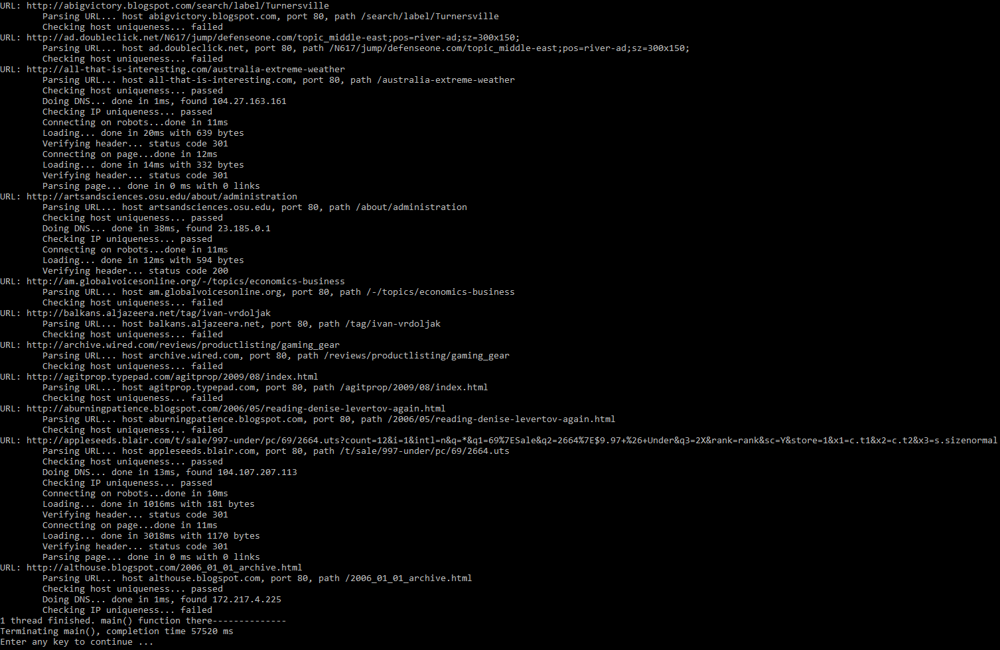 URL: http://abigvictory.blogspot.com/search/label/Turnersville
Parsing URL... host abigvictory.blogspot.com, port 80, path /search/label/Turnersville
Checking host uniqueness... failed
URL: http://ad.doubleclick.net/N617/jump/defenseone.com/topic_middle-east;pos=river-ad;sz=300x150;
Parsing URL... host ad.doubleclick.net, port 80, path /N617/jump/defenseone.com/topic_middle-east;pos=river-ad;sz=300x150;
Checking host uniqueness... failed
URL: http://all-that-is-interesting.com/australia-extreme-weather
Parsing URL... host all-that-is-interesting.com, port 80, path /australia-extreme-weather
Checking host uniqueness... passed
Doing DNS... done in 1ms, found 104.27.163.161
Checking IP uniqueness... passed
Connecting on robots...done in 11ms
Loading... done in 20ms with 639 bytes
Verifying header... status code 301
Connecting on page...done in 12ms
Loading... done in 14ms with 332 bytes
Verifying header... status code 301
Parsing page... done in 0 ms with 0 links
URL: http://artsandsciences.osu.edu/about/administration
Parsing URL... host artsandsciences.osu.edu, port 80, path /about/administration
Checking host uniqueness... passed
Doing DNS... done in 38ms, found 23.185.0.1
Checking IP uniqueness... passed
Connecting on robots...done in 11ms
Loading... done in 12ms with 594 bytes
Verifying header... status code 200
URL: http://am.globalvoicesonline.org/-/topics/economics-business
Parsing URL... host am.globalvoicesonline.org, port 80, path /-/topics/economics-business
Checking host uniqueness... failed
URL: http://balkans.aljazeera.net/tag/ivan-vrdoljak
Parsing URL... host balkans.aljazeera.net, port 80, path /tag/ivan-vrdoljak
Checking host uniqueness... failed
URL: http://archive.wired.com/reviews/productlisting/gaming_gear
Parsing URL... host archive.wired.com, port 80, path /reviews/productlisting/gaming_gear
Checking host uniqueness... failed
URL: http://agitprop.typepad.com/agitprop/2009/08/index.html
Parsing URL... host agitprop.typepad.com, port 80, path /agitprop/2009/08/index.html
Checking host uniqueness... failed
URL: http://aburningpatience.blogspot.com/2006/05/reading-denise-levertov-again.html
Parsing URL... host aburningpatience.blogspot.com, port 80, path /2006/05/reading-denise-levertov-again.html
Checking host uniqueness... failed
URL: http://appleseeds.blair.com/t/sale/997-under/pc/69/2664.uts?count=12&i=1&intl=n&q=*&q1=69%7ESale&q2=2664%7E$9.97+%26+Under&q3=2X&rank=rank&sc=Y&store=1&x1=c.t1&x2=c.t2&x3=s.sizenormal
Parsing URL... host appleseeds.blair.com, port 80, path /t/sale/997-under/pc/69/2664.uts
Checking host uniqueness... passed
Doing DNS... done in 13ms, found 104.107.207.113
Checking IP uniqueness... passed
Connecting on robots...done in 10ms
Loading... done in 1016ms with 181 bytes
Verifying header... status code 301
Connecting on page...done in 11ms
Loading... done in 3018ms with 1170 bytes
Verifying header... status code 301
Parsing page... done in 0 ms with 0 links
URL: http://althouse.blogspot.com/2006_01_01_archive.html
Parsing URL... host althouse.blogspot.com, port 80, path /2006_01_01_archive.html
Checking host uniqueness... passed
Doing DNS... done in 1ms, found 172.217.4.225
Checking IP uniqueness... failed
1 thread finished. main() function there--------------
Terminating main(), completion time 57520 ms
Enter any key to continue ...